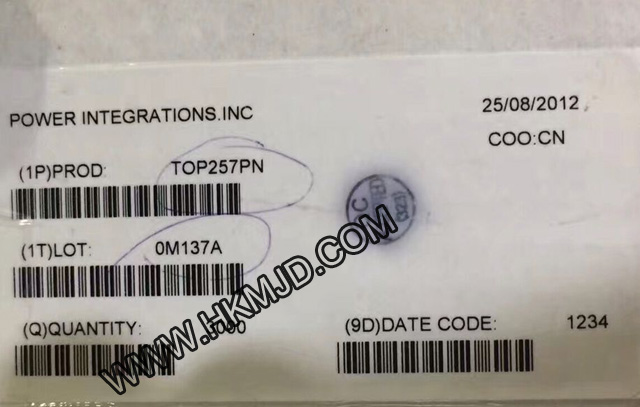 POWER INTEGRATIONS.INC
25/08/2012
COO:CN
(1P)PROD: TOP257PN
(1T)LOT: 0M137A
(Q)QUANTITY:
(9D)DATE CODE: 1234
WWW.HKMJD.COM